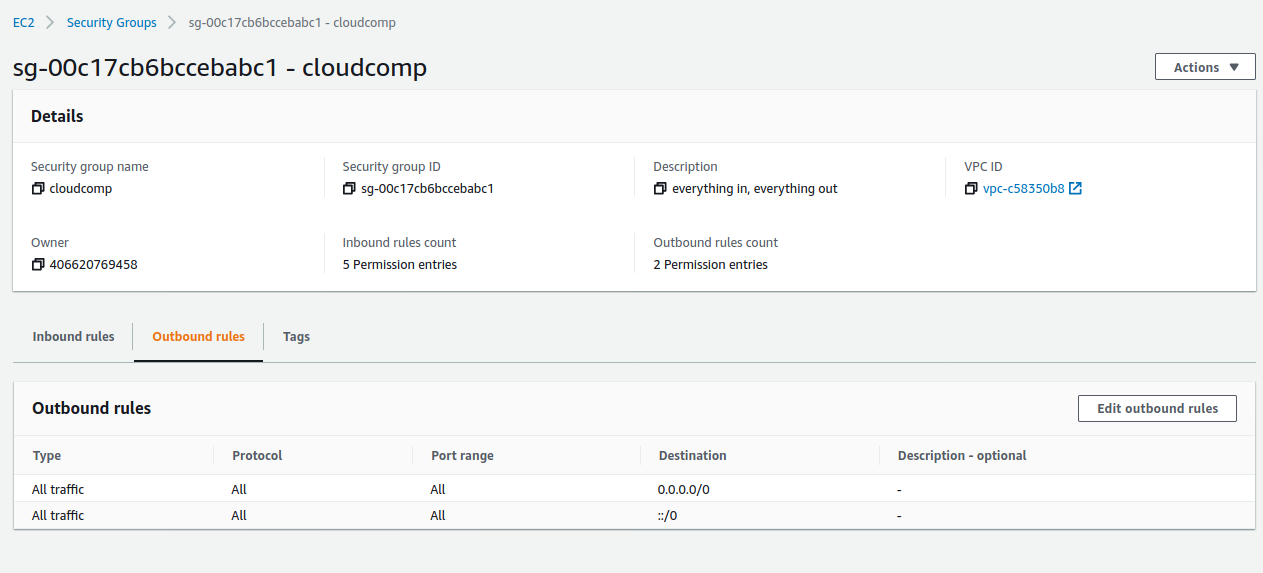 EC2 > Security Groups > sg-00c17cb6bccebabc1 - cloudcomp
sg-00c17cb6bccebabc1 - cloudcomp
Actions
Details
Security group name
cloudcomp
Security group ID
sg-00c17cb6bccebabc1
Description
everything in, everything out
VPC ID
vpc-c58350b8
Owner
406620769458
Inbound rules count
5 Permission entries
Outbound rules count
2 Permission entries
Inbound rules Outbound rules Tags
Outbound rules
Edit outbound rules
Type Protocol Port range Destination Description - optional
All traffic All All 0.0.0.0/0 -
All traffic All All ::/0 -